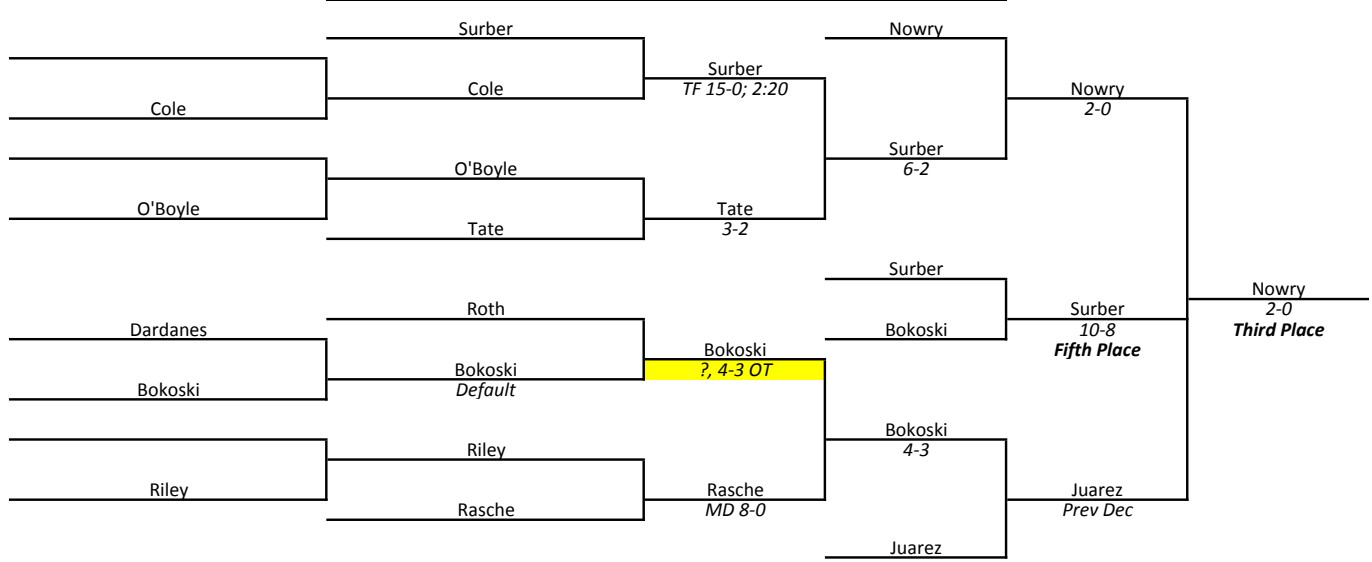 Surber
Nowry
Surber
TF 15-0; 2:20
Cole
Nowry
2-0
Cole
Surber
6-2
O'Boyle
O'Boyle
Tate
3-2
Tate
Surber
Nowry
2-0
Third Place
Roth
Surber
10-8
Fifth Place
Dardanes
Bokoski
Bokoski
?, 4-3 OT
Bokoski
Default
Bokoski
Bokoski
4-3
Riley
Riley
Rasche
MD 8-0
Juarez
Prev Dec
Rasche
Juarez